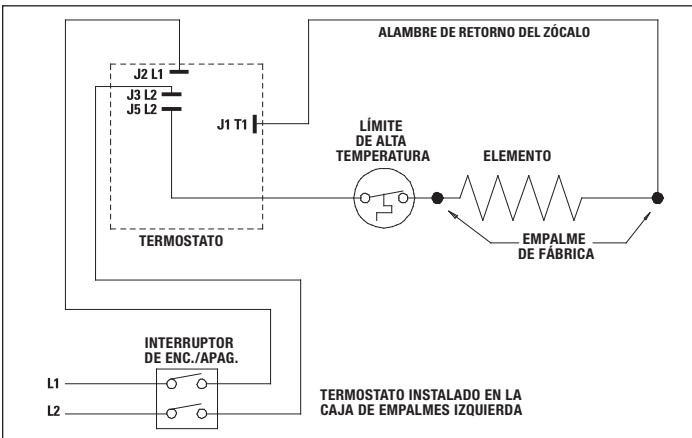 ALAMBRE DE RETORNO DEL ZÓCALO
J2 L1
J3 L2
J5 L2
J1 T1
LÍMITE
DE ALTA
TEMPERATURA
ELEMENTO
TERMOSTATO
EMPALME
DE FÁBRICA
INTERRUPTOR
DE ENC./APAG.
L1
L2
TERMOSTATO INSTALADO EN LA
CAJA DE EMPALMES IZQUIERDA